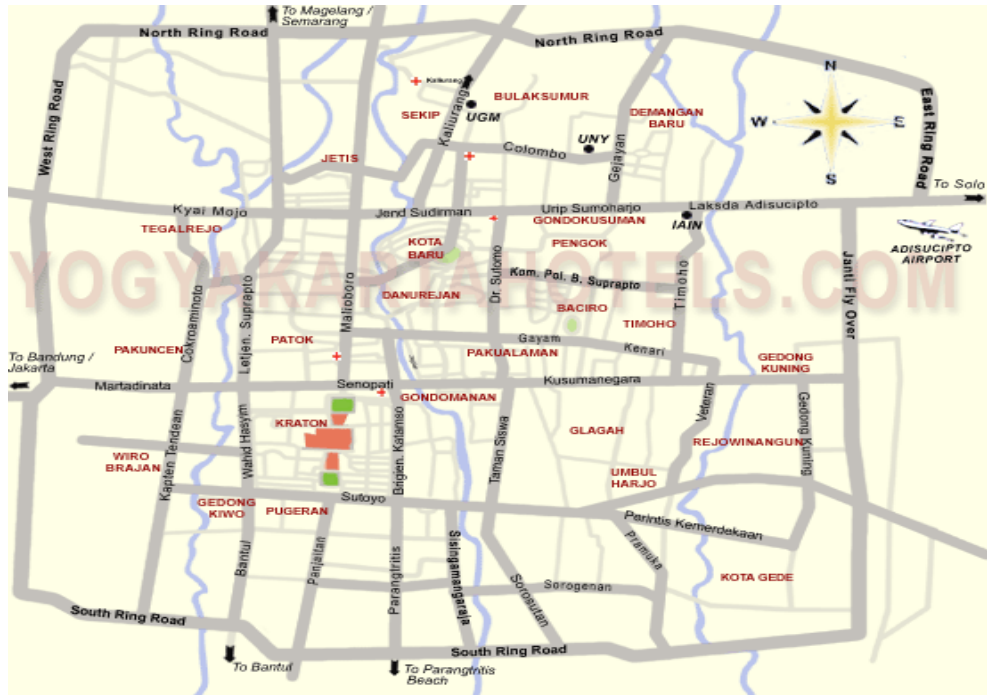 To Magelang /
Semarang
North Ring Road
North Ring Road
West Ring Road
East Ring Road
N
W
E
S
Kaliurang
Kaliurang
SEKIP
BULAKSUMUR
UGM
DEMANGAN
BARU
UNY
Colombo
Gejayan
JETIS
To Solo
Kyai Mojo
Jend Sudirman
Urip Sumoharjo
Laksda Adisucipto
TEGALREJO
GONDOKUSUMAN
IAIN
ADISUCIPTO
AIRPORT
KOTA
BARU
PENGOK
YOGYAKARTAHOTELS.COM
Dr. Sutomo
Kom. Pol. B. Suprapto
Timoho
Janti Fly Over
Malioboro
DANUREJAN
BACIRO
TIMOHO
Cokroaminoto
Letjen. Suprapto
PATOK
PAKUNCEN
Gayam
Kenari
PAKUALAMAN
GEDONG
KUNING
To Bandung /
Jakarta
Martadinata
Senopati
Kusumanegara
GONDOMANAN
Veteran
Gedong Kuning
KRATON
Wahid Hasym
Brigien. Katamso
Taman Siswa
GLAGAH
REJOWINANGUN
WIRO
BRAJAN
Kapten Tendean
UMBUL
HARJO
GEDONG
KIWO
PUGERAN
Sutoyo
Perintis Kemerdekaan
Pramuka
Bantul
Panjaitan
Parangtritis
Sisingamangaraja
Sorosutan
Sorogenan
KOTA GEDE
South Ring Road
South Ring Road
To Bantul
To Parangtritis
Beach